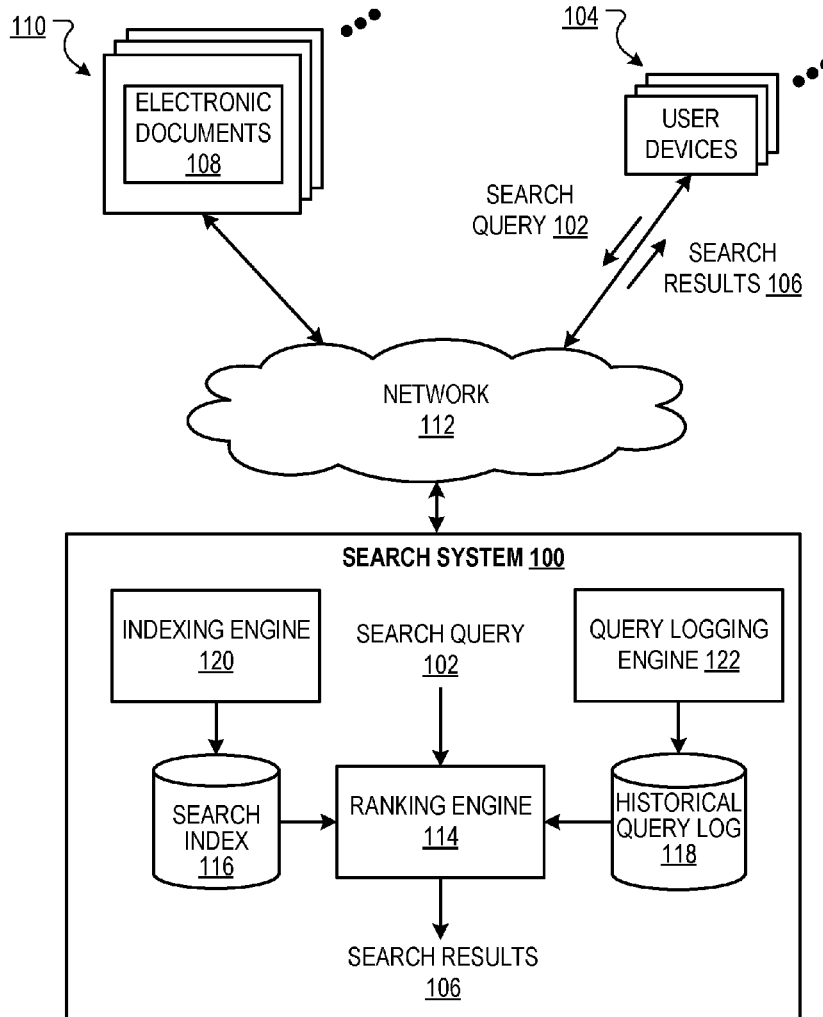 110
ELECTRONIC
DOCUMENTS
108
104
USER
DEVICES
SEARCH
QUERY 102
SEARCH
RESULTS 106
NETWORK
112
SEARCH SYSTEM 100
INDEXING ENGINE
120
SEARCH QUERY
102
QUERY LOGGING
ENGINE 122
SEARCH
INDEX
116
RANKING ENGINE
114
HISTORICAL
QUERY LOG
118
SEARCH RESULTS
106